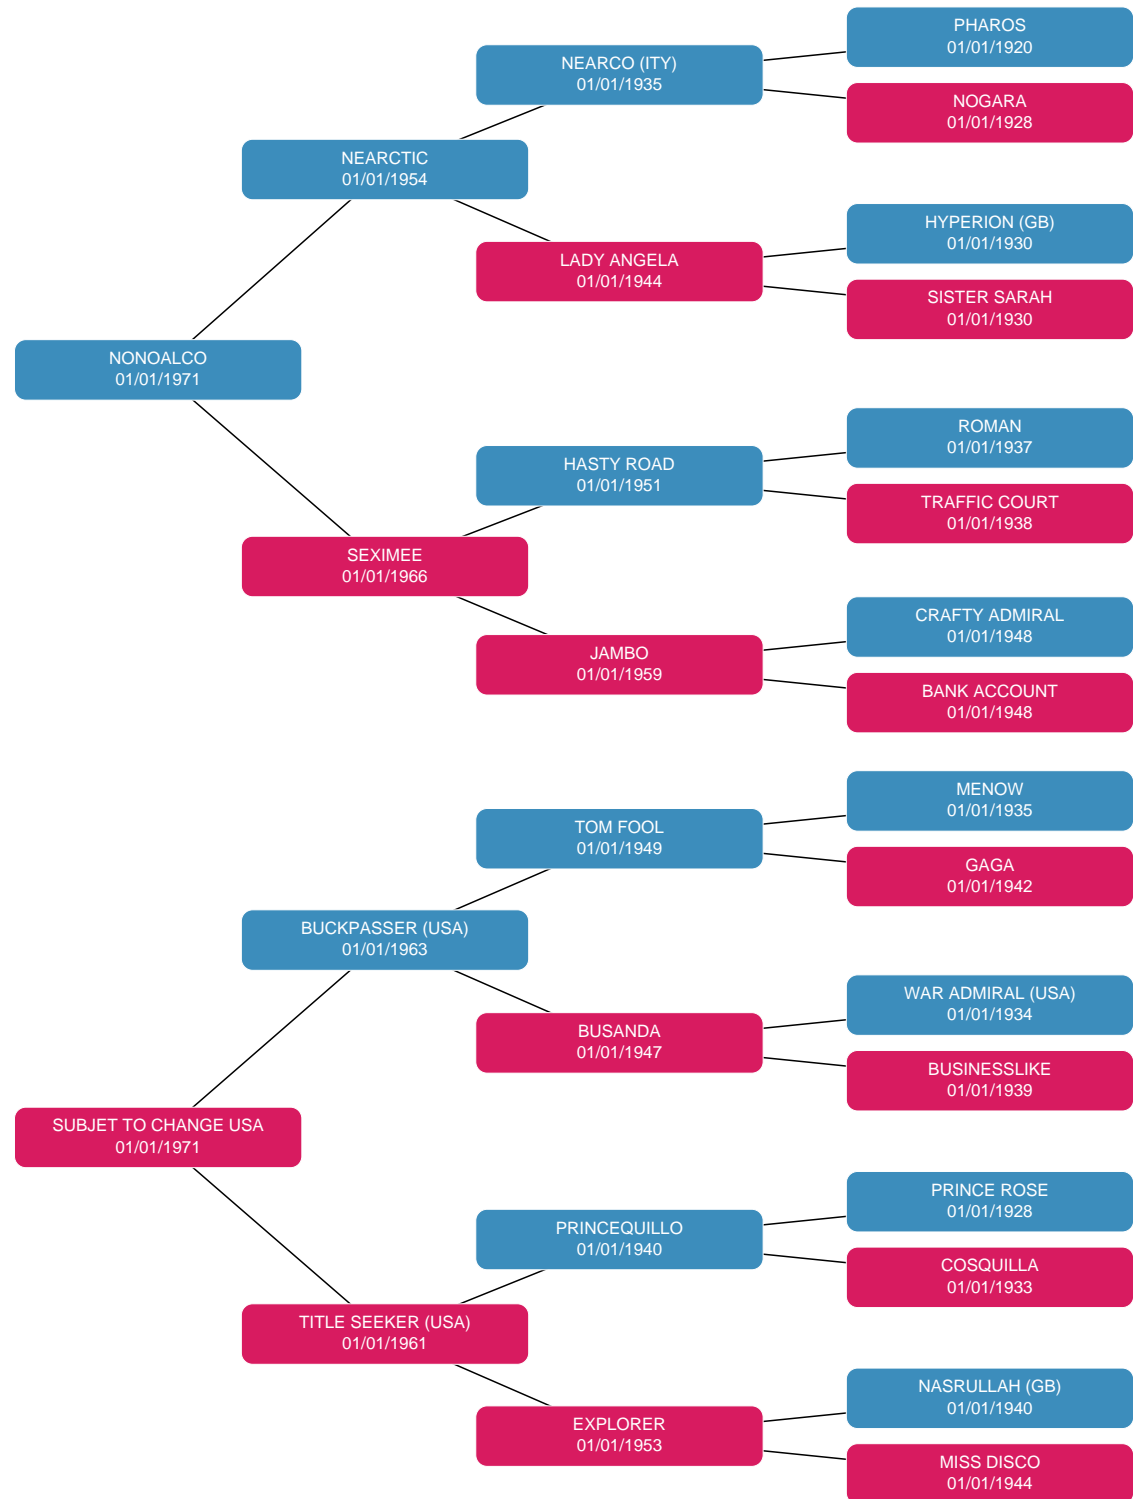 PHAROS
01/01/1920
NEARCO (ITY)
01/01/1935
NOGARA
01/01/1928
NEARCTIC
01/01/1954
HYPERION (GB)
01/01/1930
LADY ANGELA
01/01/1944
SISTER SARAH
01/01/1930
NONOALCO
01/01/1971
ROMAN
01/01/1937
HASTY ROAD
01/01/1951
TRAFFIC COURT
01/01/1938
SEXIMEE
01/01/1966
CRAFTY ADMIRAL
01/01/1948
JAMBO
01/01/1959
BANK ACCOUNT
01/01/1948
MENOW
01/01/1935
TOM FOOL
01/01/1949
GAGA
01/01/1942
BUCKPASSER (USA)
01/01/1963
WAR ADMIRAL (USA)
01/01/1934
BUSANDA
01/01/1947
BUSINESSLIKE
01/01/1939
SUBJET TO CHANGE USA
01/01/1971
PRINCE ROSE
01/01/1928
PRINCEQUILLO
01/01/1940
COSQUILLA
01/01/1933
TITLE SEEKER (USA)
01/01/1961
NASRULLAH (GB)
01/01/1940
EXPLORER
01/01/1953
MISS DISCO
01/01/1944